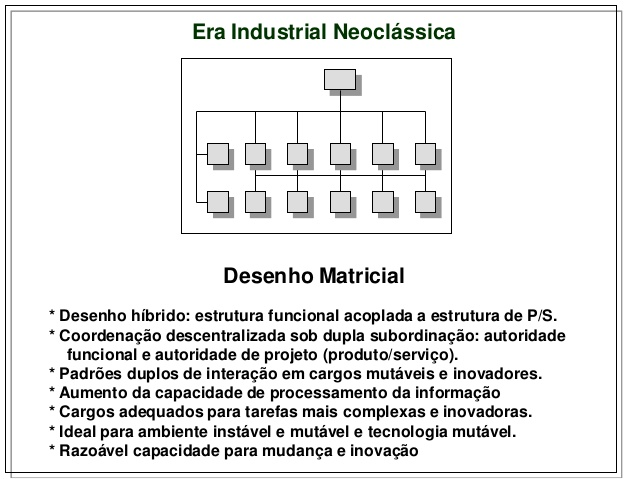 Era Industrial Neoclássica
Desenho Matricial
* Desenho híbrido: estrutura funcional acoplada a estrutura de P/S.
* Coordenação descentralizada sob dupla subordinação: autoridade
funcional e autoridade de projeto (produto/serviço).
* Padrões duplos de interação em cargos mutáveis e inovadores.
* Aumento da capacidade de processamento da informação
* Cargos adequados para tarefas mais complexas e inovadoras.
* Ideal para ambiente instável e mutável e tecnologia mutável.
* Razoável capacidade para mudança e inovação